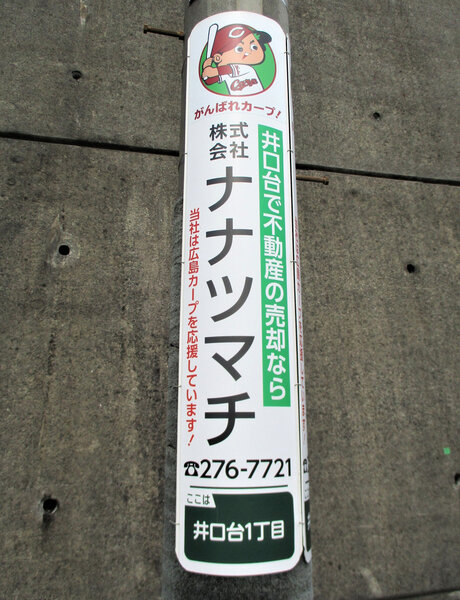 C
Carp
がんばれカープ!
井口台で不動産の売却なら
株式
会社
ナナツマチ
当社は広島カープを応援しています!
☎276-7721
ここは
井口台1丁目